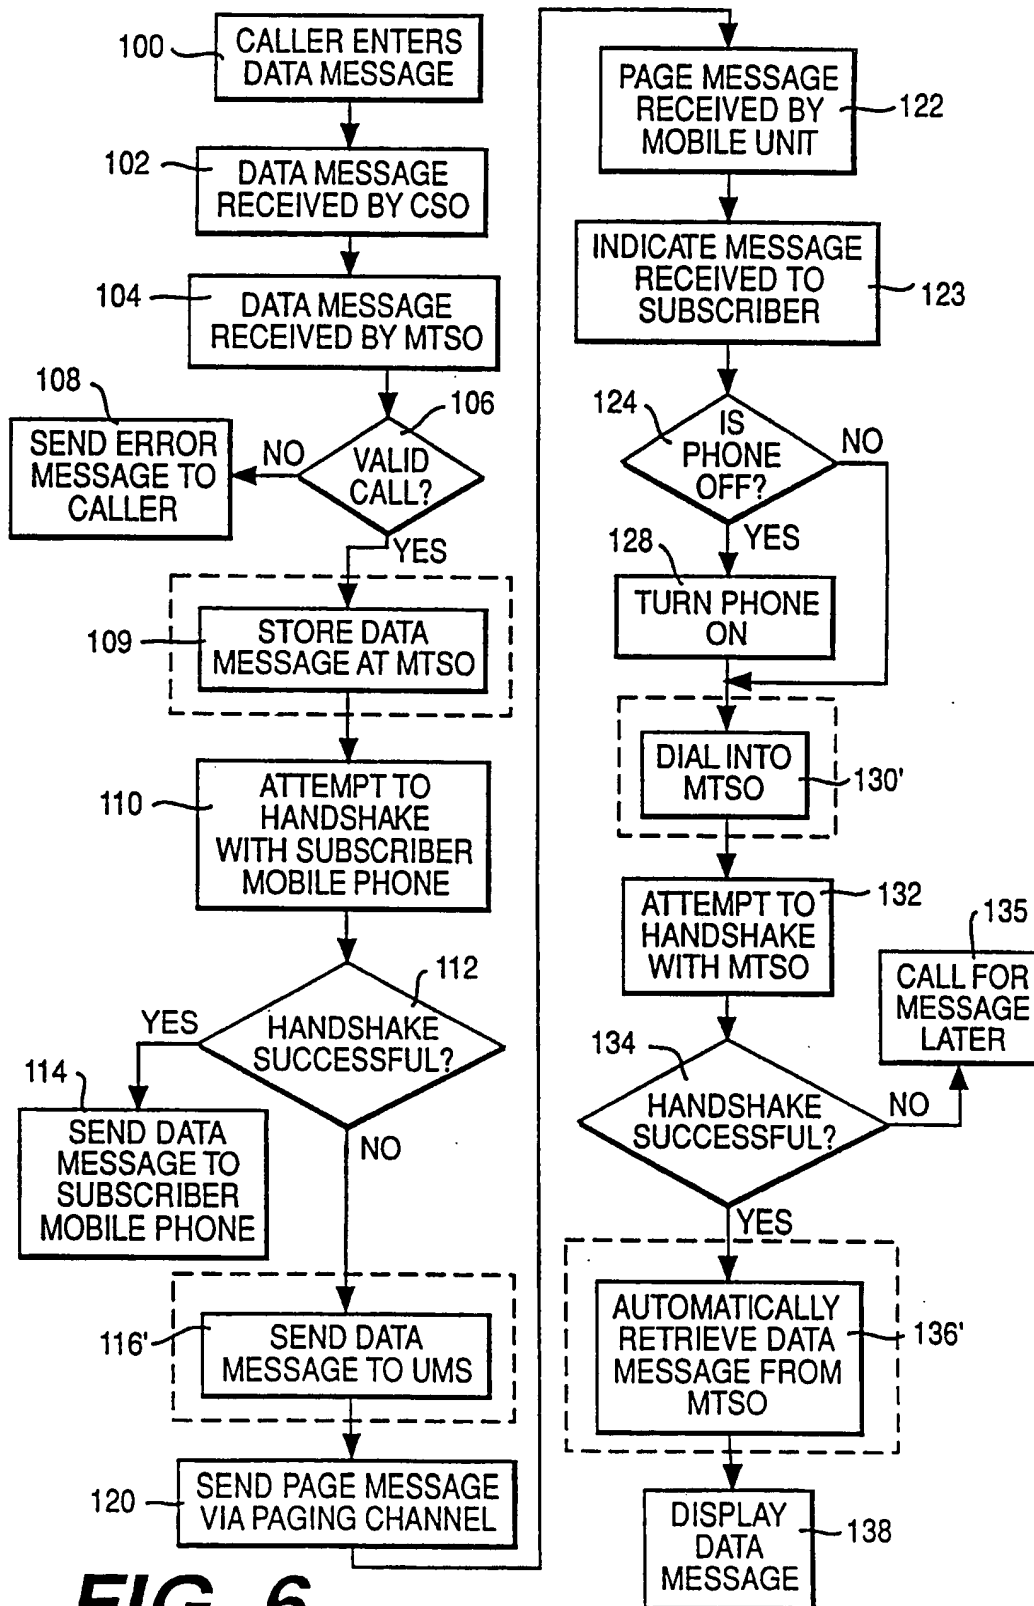 100
CALLER ENTERS
DATA MESSAGE
102
DATA MESSAGE
RECEIVED BY CSO
104
DATA MESSAGE
RECEIVED BY MTSO
106
VALID
CALL?
NO
108
SEND ERROR
MESSAGE TO
CALLER
YES
109
STORE DATA
MESSAGE AT MTSO
110
ATTEMPT TO
HANDSHAKE
WITH SUBSCRIBER
MOBILE PHONE
112
HANDSHAKE
SUCCESSFUL?
YES
114
SEND DATA
MESSAGE TO
SUBSCRIBER
MOBILE PHONE
NO
116'
SEND DATA
MESSAGE TO UMS
120
SEND PAGE MESSAGE
VIA PAGING CHANNEL
PAGE MESSAGE
RECEIVED BY
MOBILE UNIT
122
INDICATE MESSAGE
RECEIVED TO
SUBSCRIBER
123
124
IS
PHONE
OFF?
NO
YES
128
TURN PHONE
ON
DIAL INTO
MTSO
130'
ATTEMPT TO
HANDSHAKE
WITH MTSO
132
134
HANDSHAKE
SUCCESSFUL?
NO
135
CALL FOR
MESSAGE
LATER
YES
AUTOMATICALLY
RETRIEVE DATA
MESSAGE FROM
MTSO
136'
DISPLAY
DATA
MESSAGE
138
FIG. 6